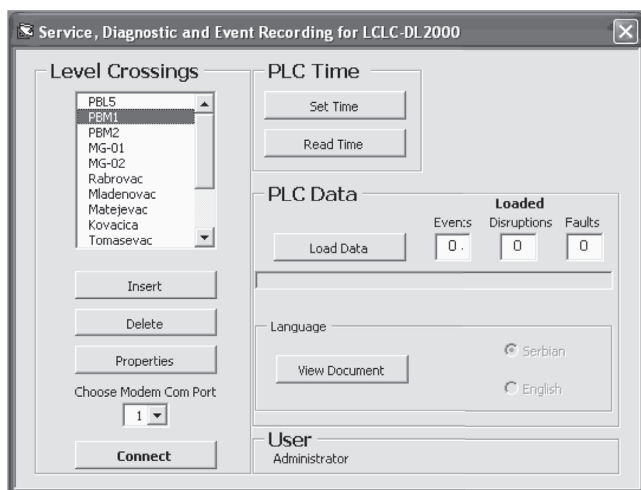 Service, Diagnostic and Event Recording for LCLC-DL2000
Level Crossings
PBL5
PBM1
PBM2
MG-01
MG-02
Rabrovac
Mladenovac
Matejevac
Kovacica
Tomasevac
Insert
Delete
Properties
Choose Modem Com Port
1
Connect
PLC Time
Set Time
Read Time
PLC Data
Loaded
Events Disruptions Faults
Load Data 0. 0 0
Language
View Document
Serbian
English
User
Administrator